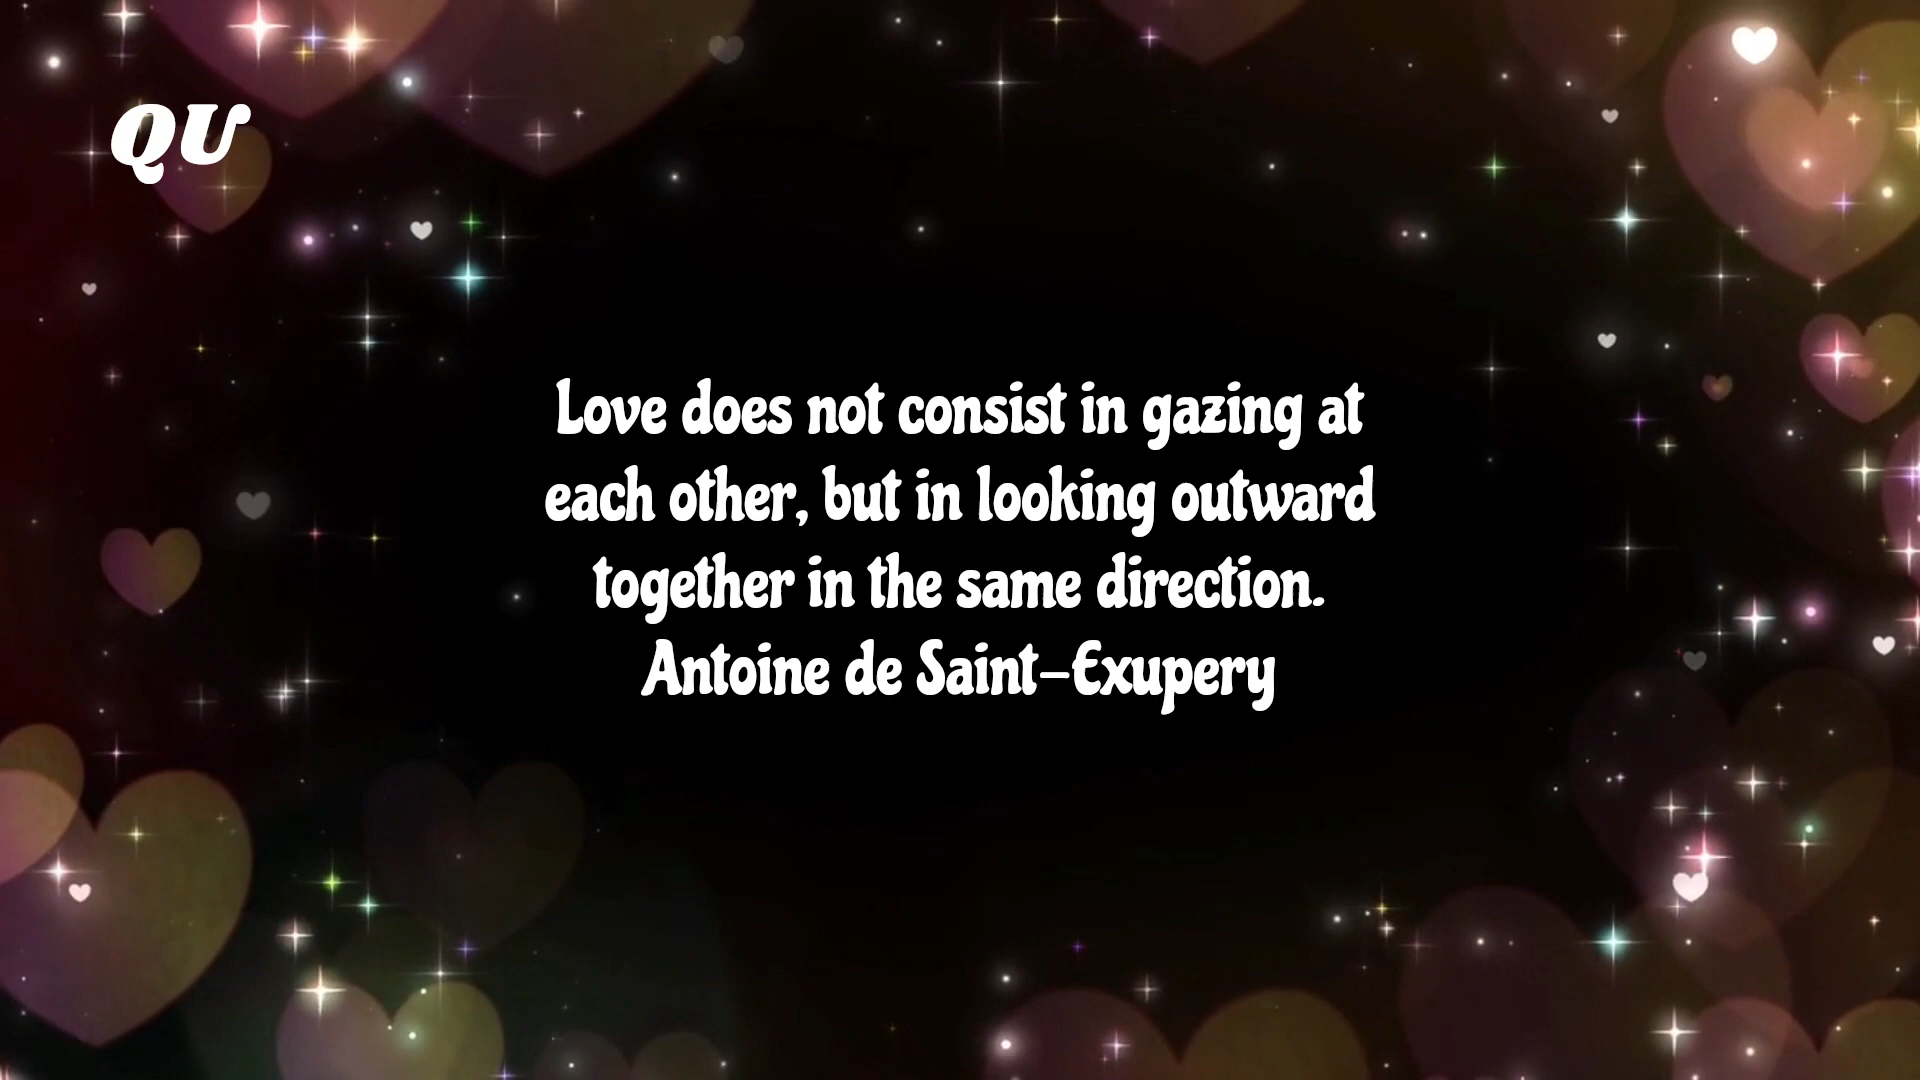 QU
Love does not consist in gazing at
each other, but in looking outward
together in the same direction.
Antoine de Saint-Exupery